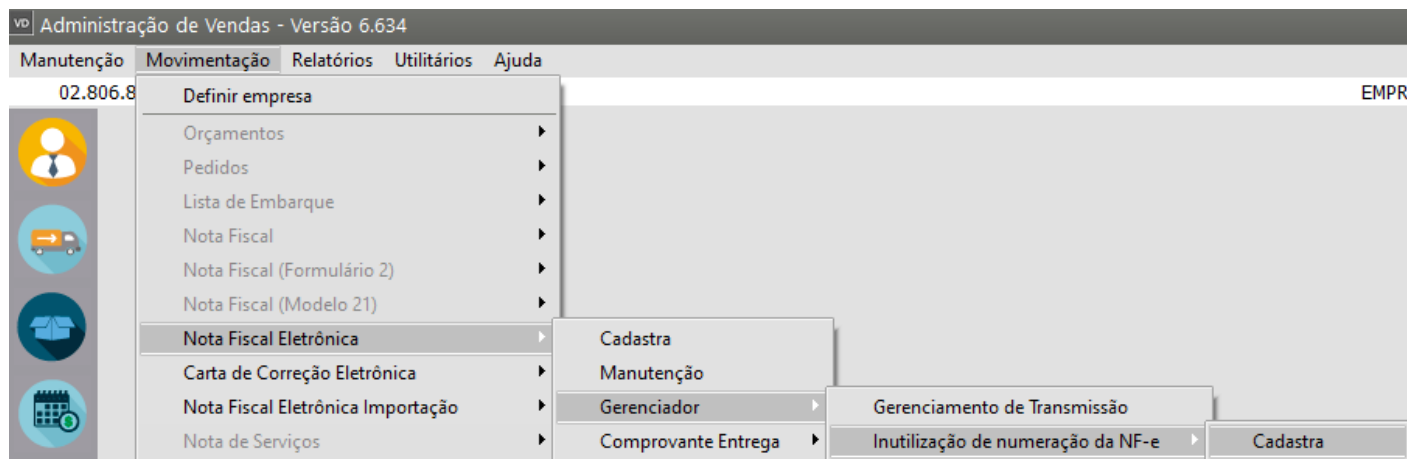 VD Administração de Vendas - Versão 6.634
Manutenção Movimentação Relatórios Utilitários Ajuda
02.806.8 EMPR
Definir empresa
Orçamentos
Pedidos
Lista de Embarque
Nota Fiscal
Nota Fiscal (Formulário 2)
Nota Fiscal (Modelo 21)
Nota Fiscal Eletrônica Cadastra
Carta de Correção Eletrônica Manutenção
Nota Fiscal Eletrônica Importação Gerenciador Gerenciamento de Transmissão
Nota de Serviços Comprovante Entrega Inutilização de numeração da NF-e Cadastra